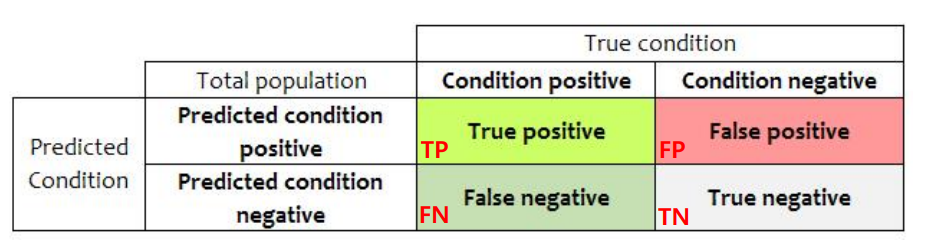 True condition
Total population Condition positive Condition negative
Predicted Condition
Predicted condition positive
TP True positive
FP False positive
Predicted condition negative
FN False negative
TN True negative